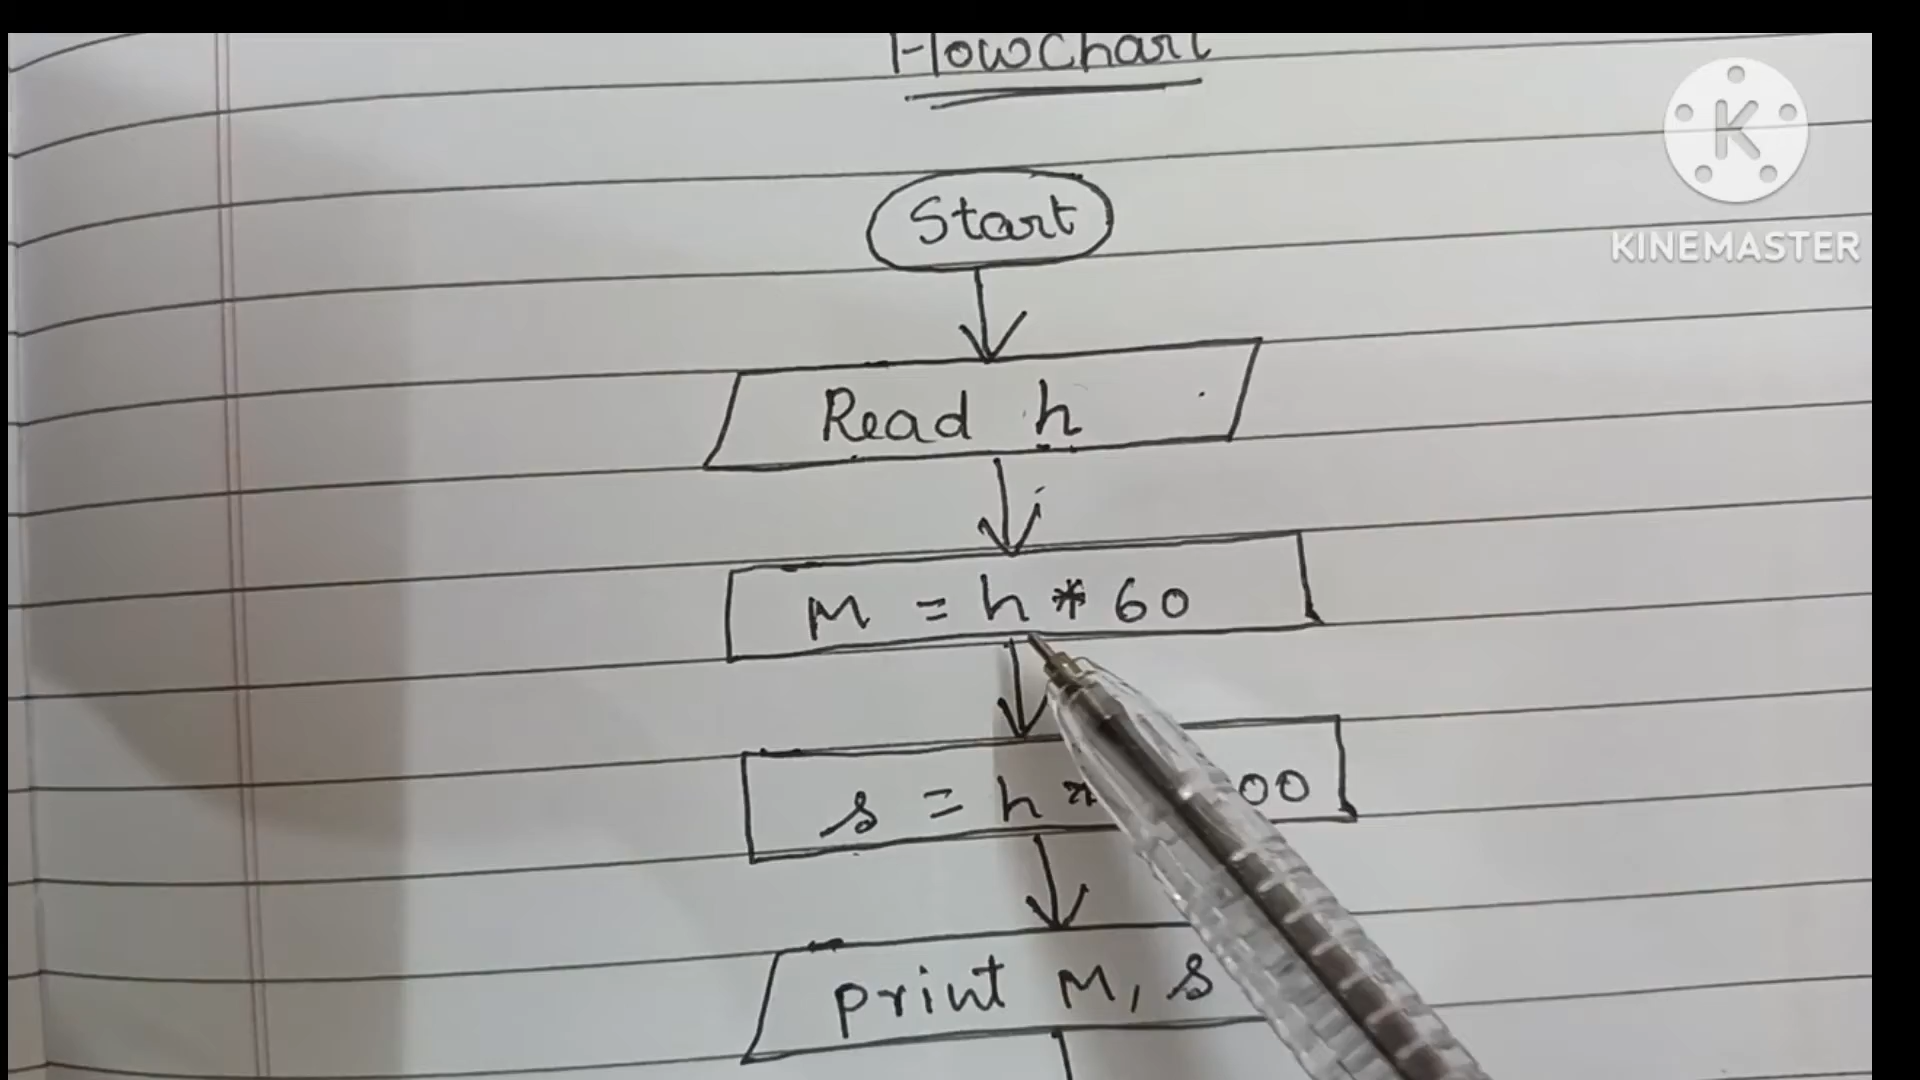 Flowchart
Start
Read h
M = h * 60
s = h * 00
print M, s
K
KINEMASTER